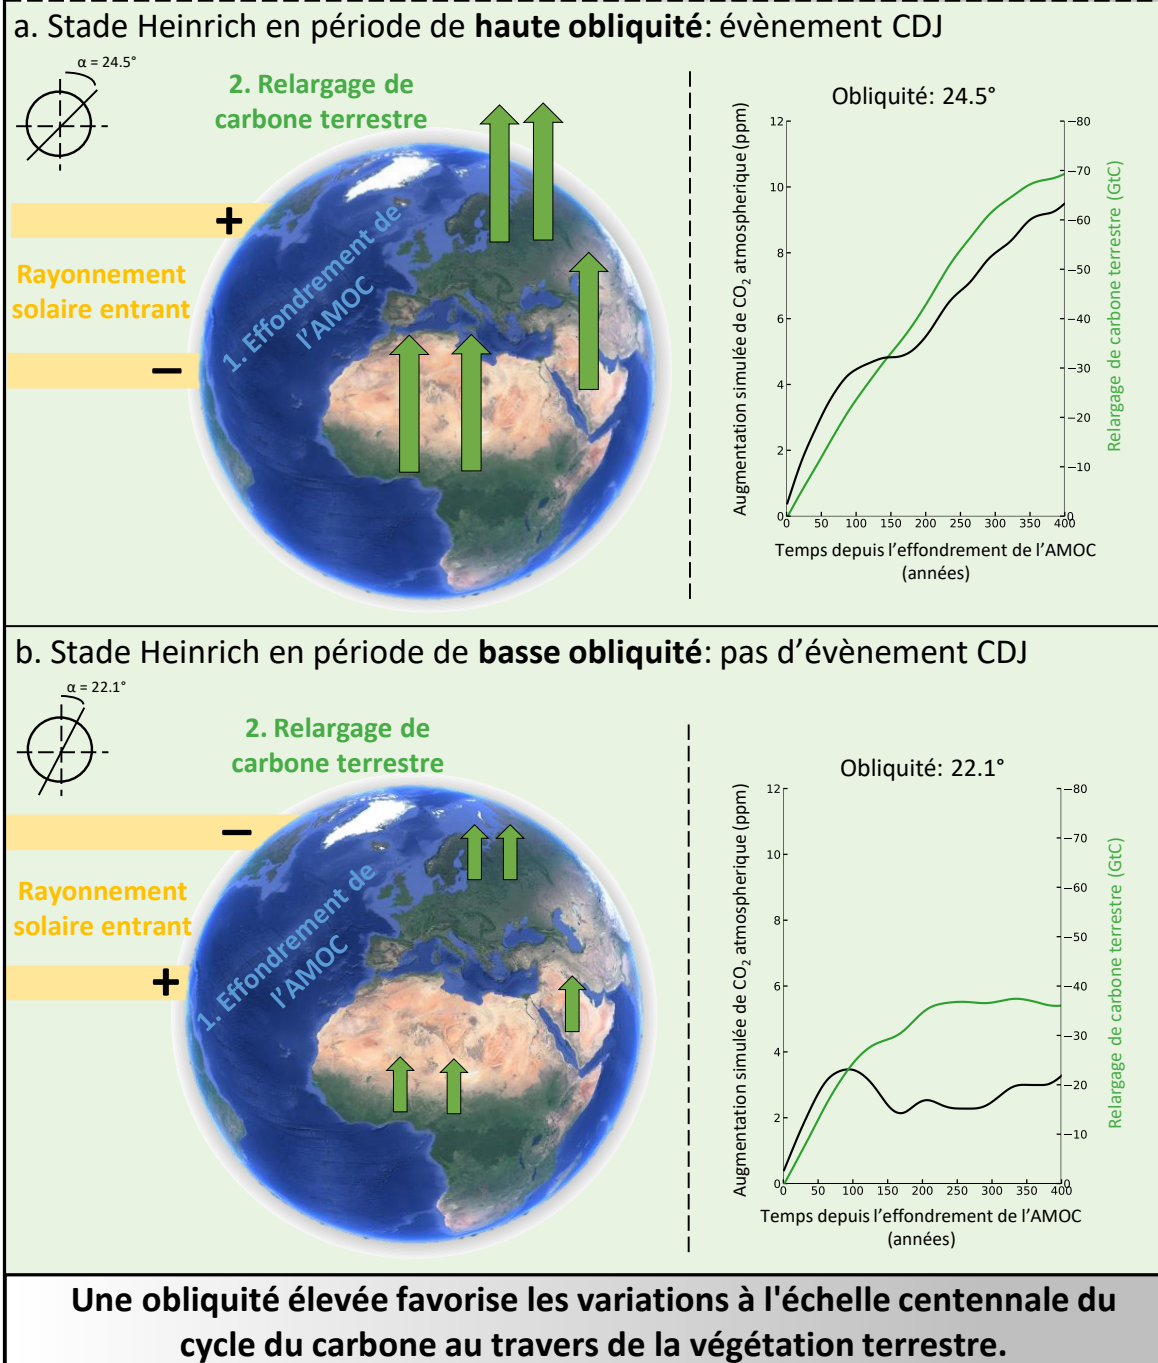 a. Stade Heinrich en période de haute obliquité: évènement CDJ
α = 24.5°
2. Relargage de
carbone terrestre
+
Rayonnement
solaire entrant
−
1. Effondrement de
l’AMOC
Obliquité: 24.5°
Augmentation simulée de CO₂ atmospherique (ppm)
12
10
8
6
4
2
0
−80
−70
−60
−50
−40
−30
−20
−10
0
Relargage de carbone terrestre (GtC)
0 50 100 150 200 250 300 350 400
Temps depuis l’effondrement de l’AMOC
(années)
b. Stade Heinrich en période de basse obliquité: pas d’évènement CDJ
α = 22.1°
2. Relargage de
carbone terrestre
−
Rayonnement
solaire entrant
+
1. Effondrement de
l’AMOC
Obliquité: 22.1°
Augmentation simulée de CO₂ atmospherique (ppm)
12
10
8
6
4
2
0
−80
−70
−60
−50
−40
−30
−20
−10
0
Relargage de carbone terrestre (GtC)
0 50 100 150 200 250 300 350 400
Temps depuis l’effondrement de l’AMOC
(années)
Une obliquité élevée favorise les variations à l'échelle centennale du
cycle du carbone au travers de la végétation terrestre.